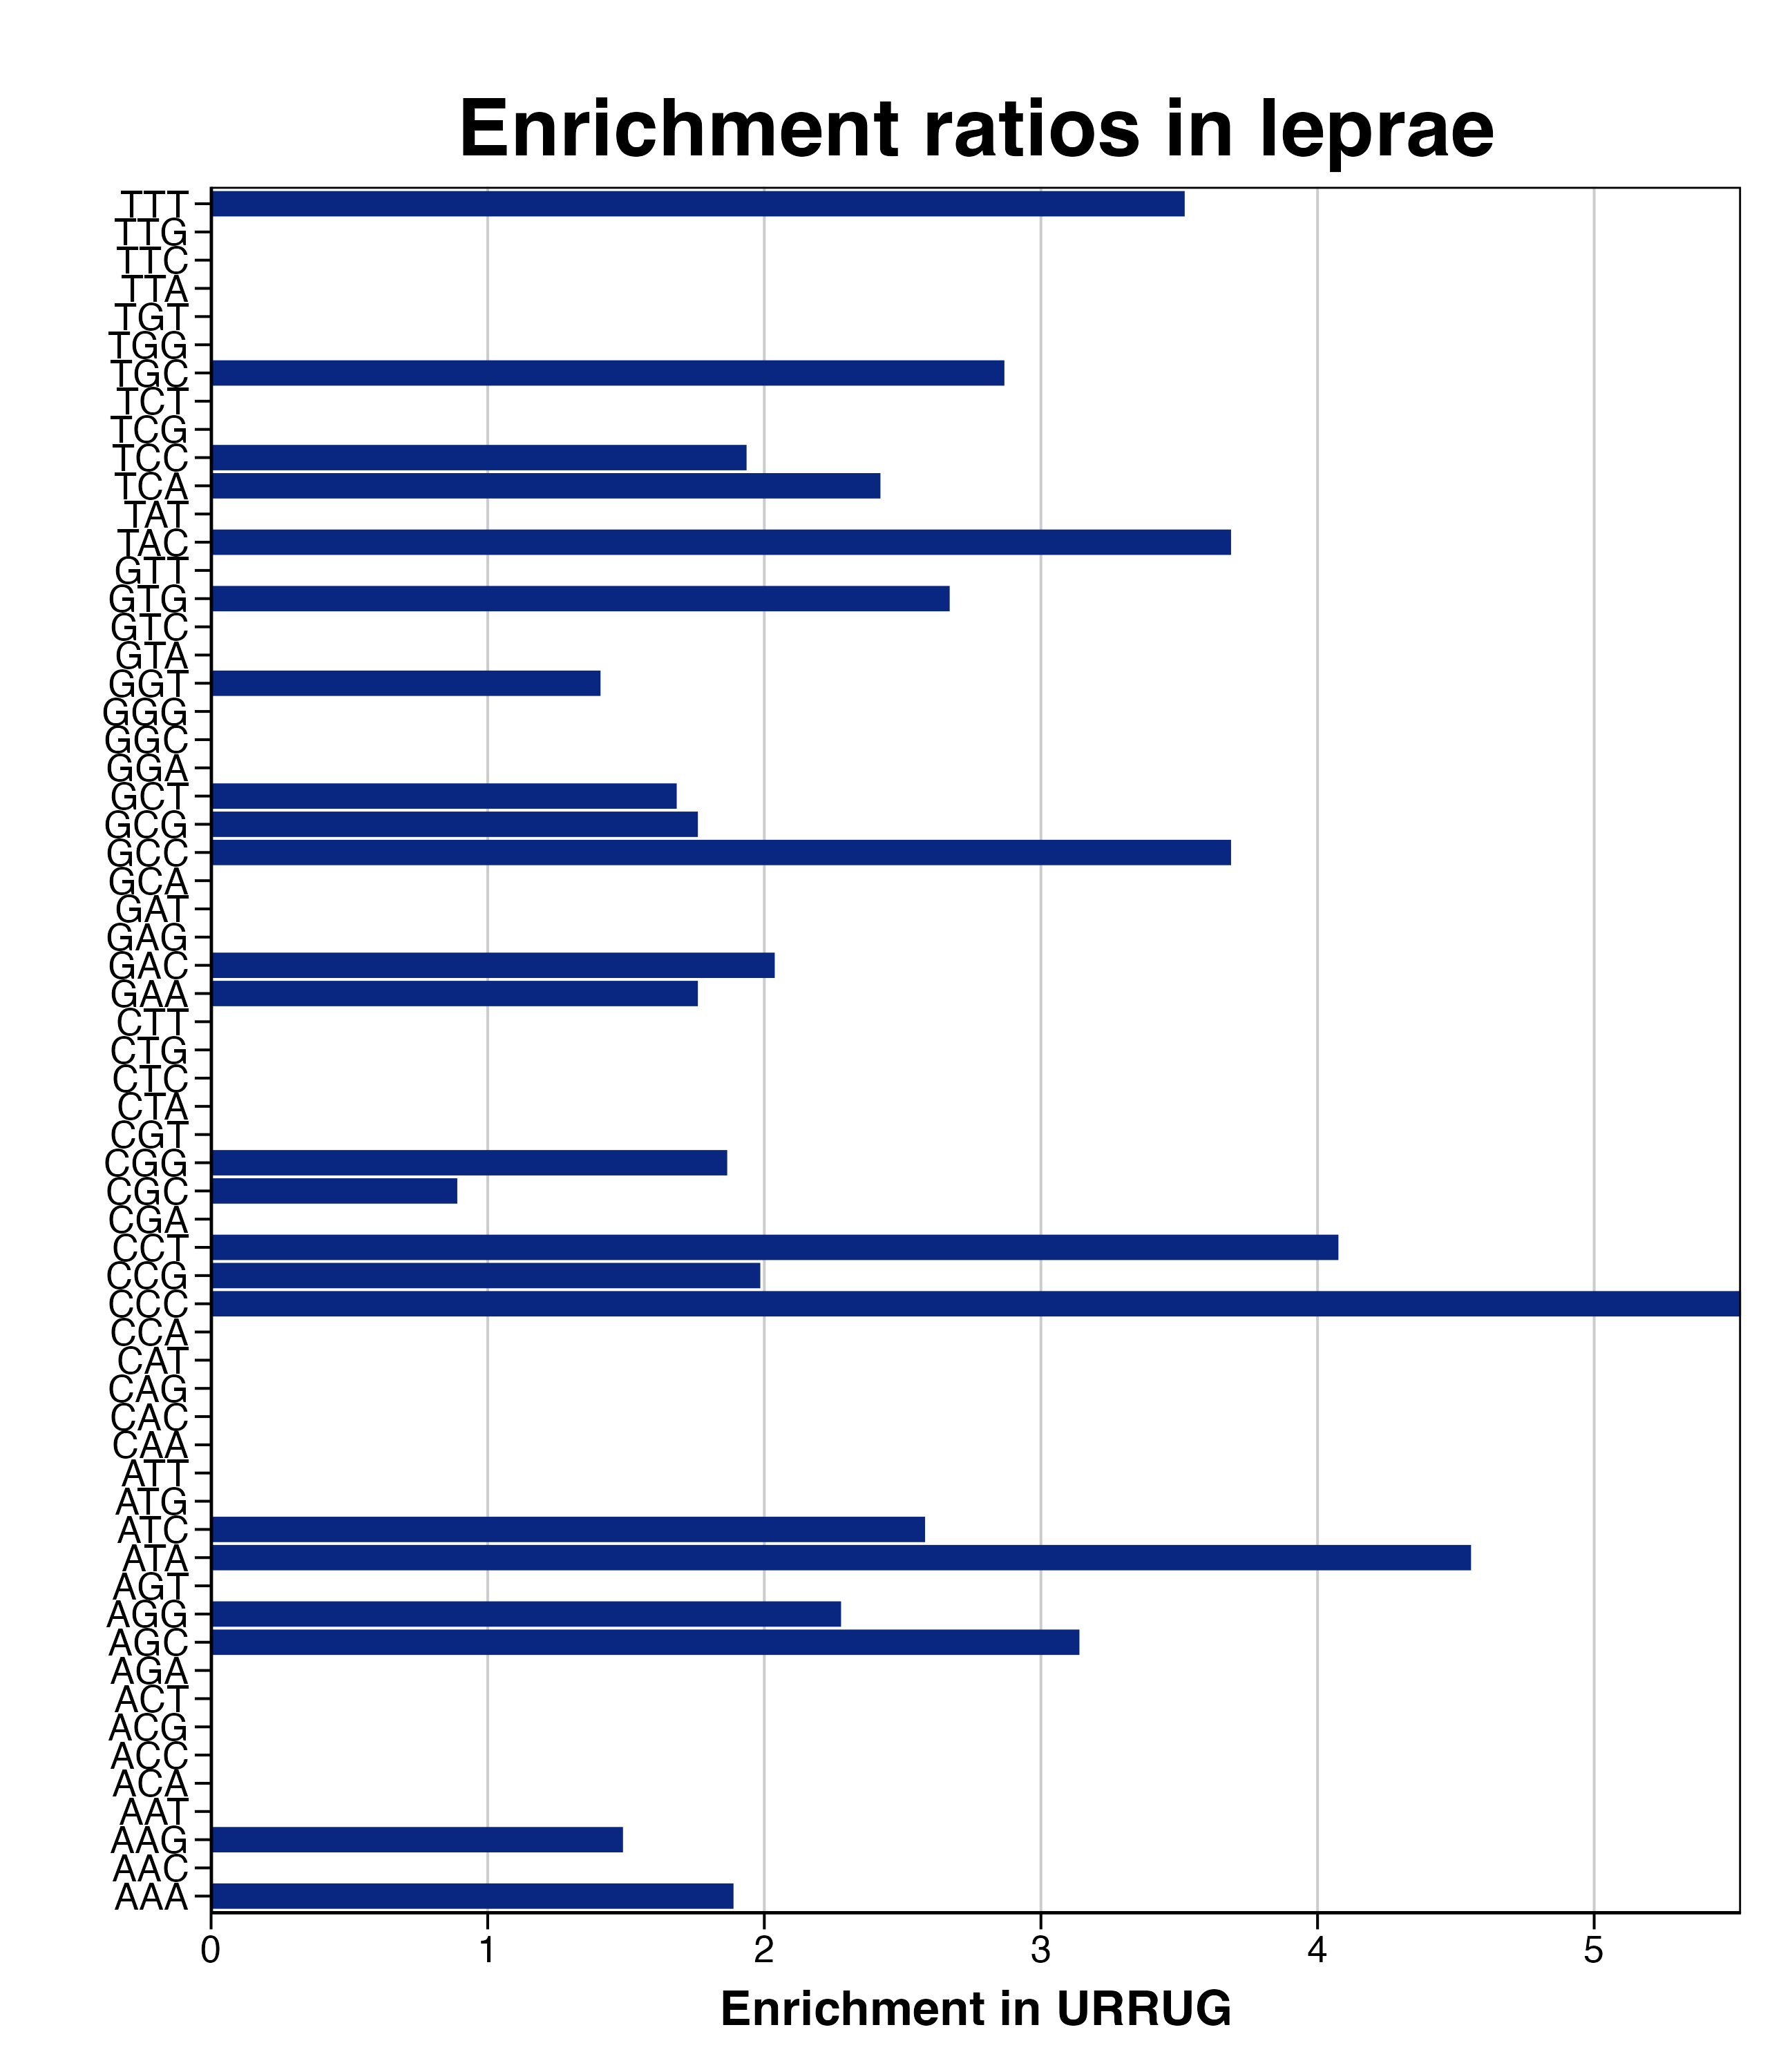 Enrichment ratios in leprae
TTT
TTG
TTC
TTA
TGT
TGG
TGC
TCT
TCG
TCC
TCA
TAT
TAC
GTT
GTG
GTC
GTA
GGT
GGG
GGC
GGA
GCT
GCG
GCC
GCA
GAT
GAG
GAC
GAA
CTT
CTG
CTC
CTA
CGT
CGG
CGC
CGA
CCT
CCG
CCC
CCA
CAT
CAG
CAC
CAA
ATT
ATG
ATC
ATA
AGT
AGG
AGC
AGA
ACT
ACG
ACC
ACA
AAT
AAG
AAC
AAA
0 1 2 3 4 5
Enrichment in URRUG